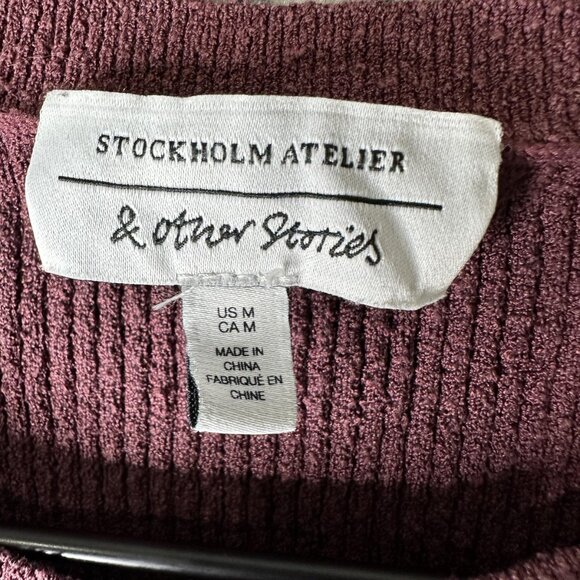 STOCKHOLM ATELIER
& other Stories
US M
CA M
MADE IN
CHINA
FABRIQUÉ EN
CHINE